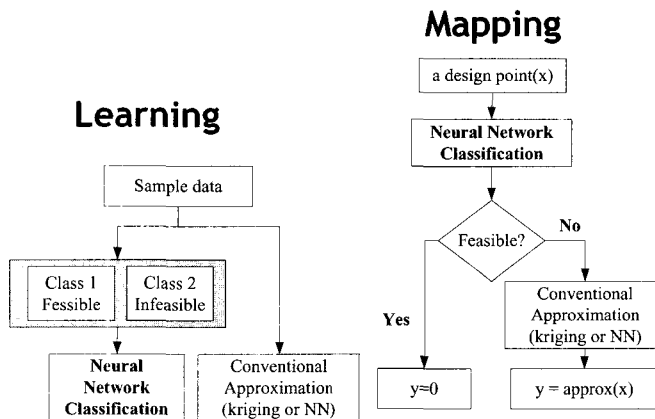 Learning
Sample data
Class 1
Fessible
Class 2
Infeasible
Neural
Network
Classification
Conventional
Approximation
(kriging or NN)
Mapping
a design point(x)
Neural Network
Classification
Feasible?
No
Yes
Conventional
Approximation
(kriging or NN)
y=0
y = approx(x)